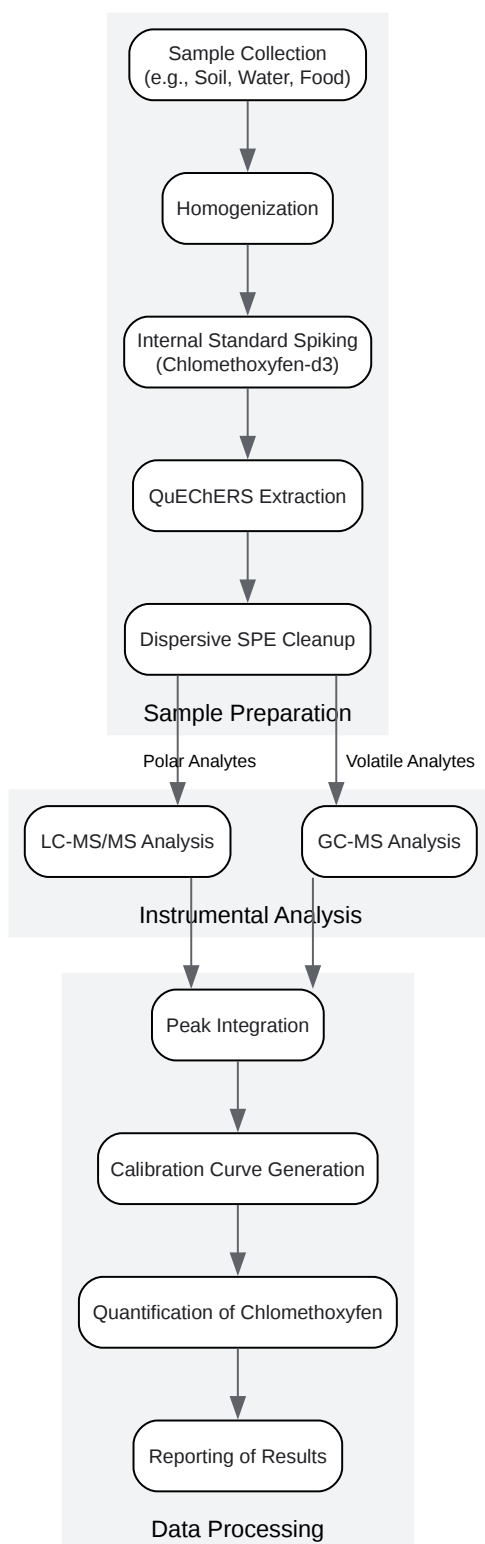 Sample Collection
(e.g., Soil, Water, Food)
Homogenization
Internal Standard Spiking
(Chlomethoxyfen-d3)
QuEChERS Extraction
Dispersive SPE Cleanup
Sample Preparation
Polar Analytes
Volatile Analytes
LC-MS/MS Analysis
GC-MS Analysis
Instrumental Analysis
Peak Integration
Calibration Curve Generation
Quantification of Chlomethoxyfen
Reporting of Results
Data Processing